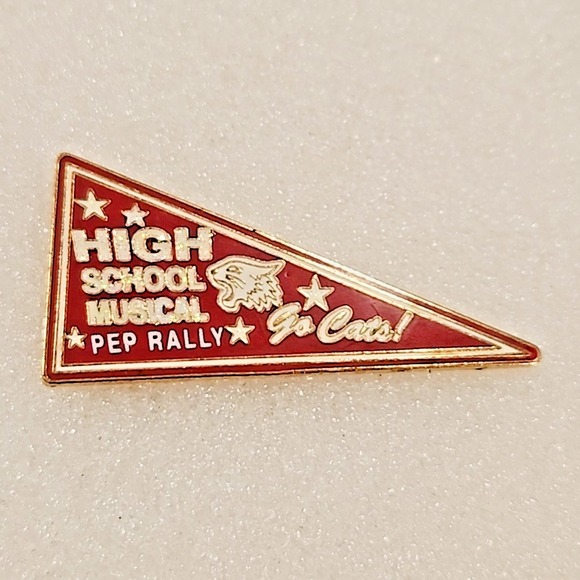 HIGH
SCHOOL
MUSICAL
PEP RALLY
Go Cats!